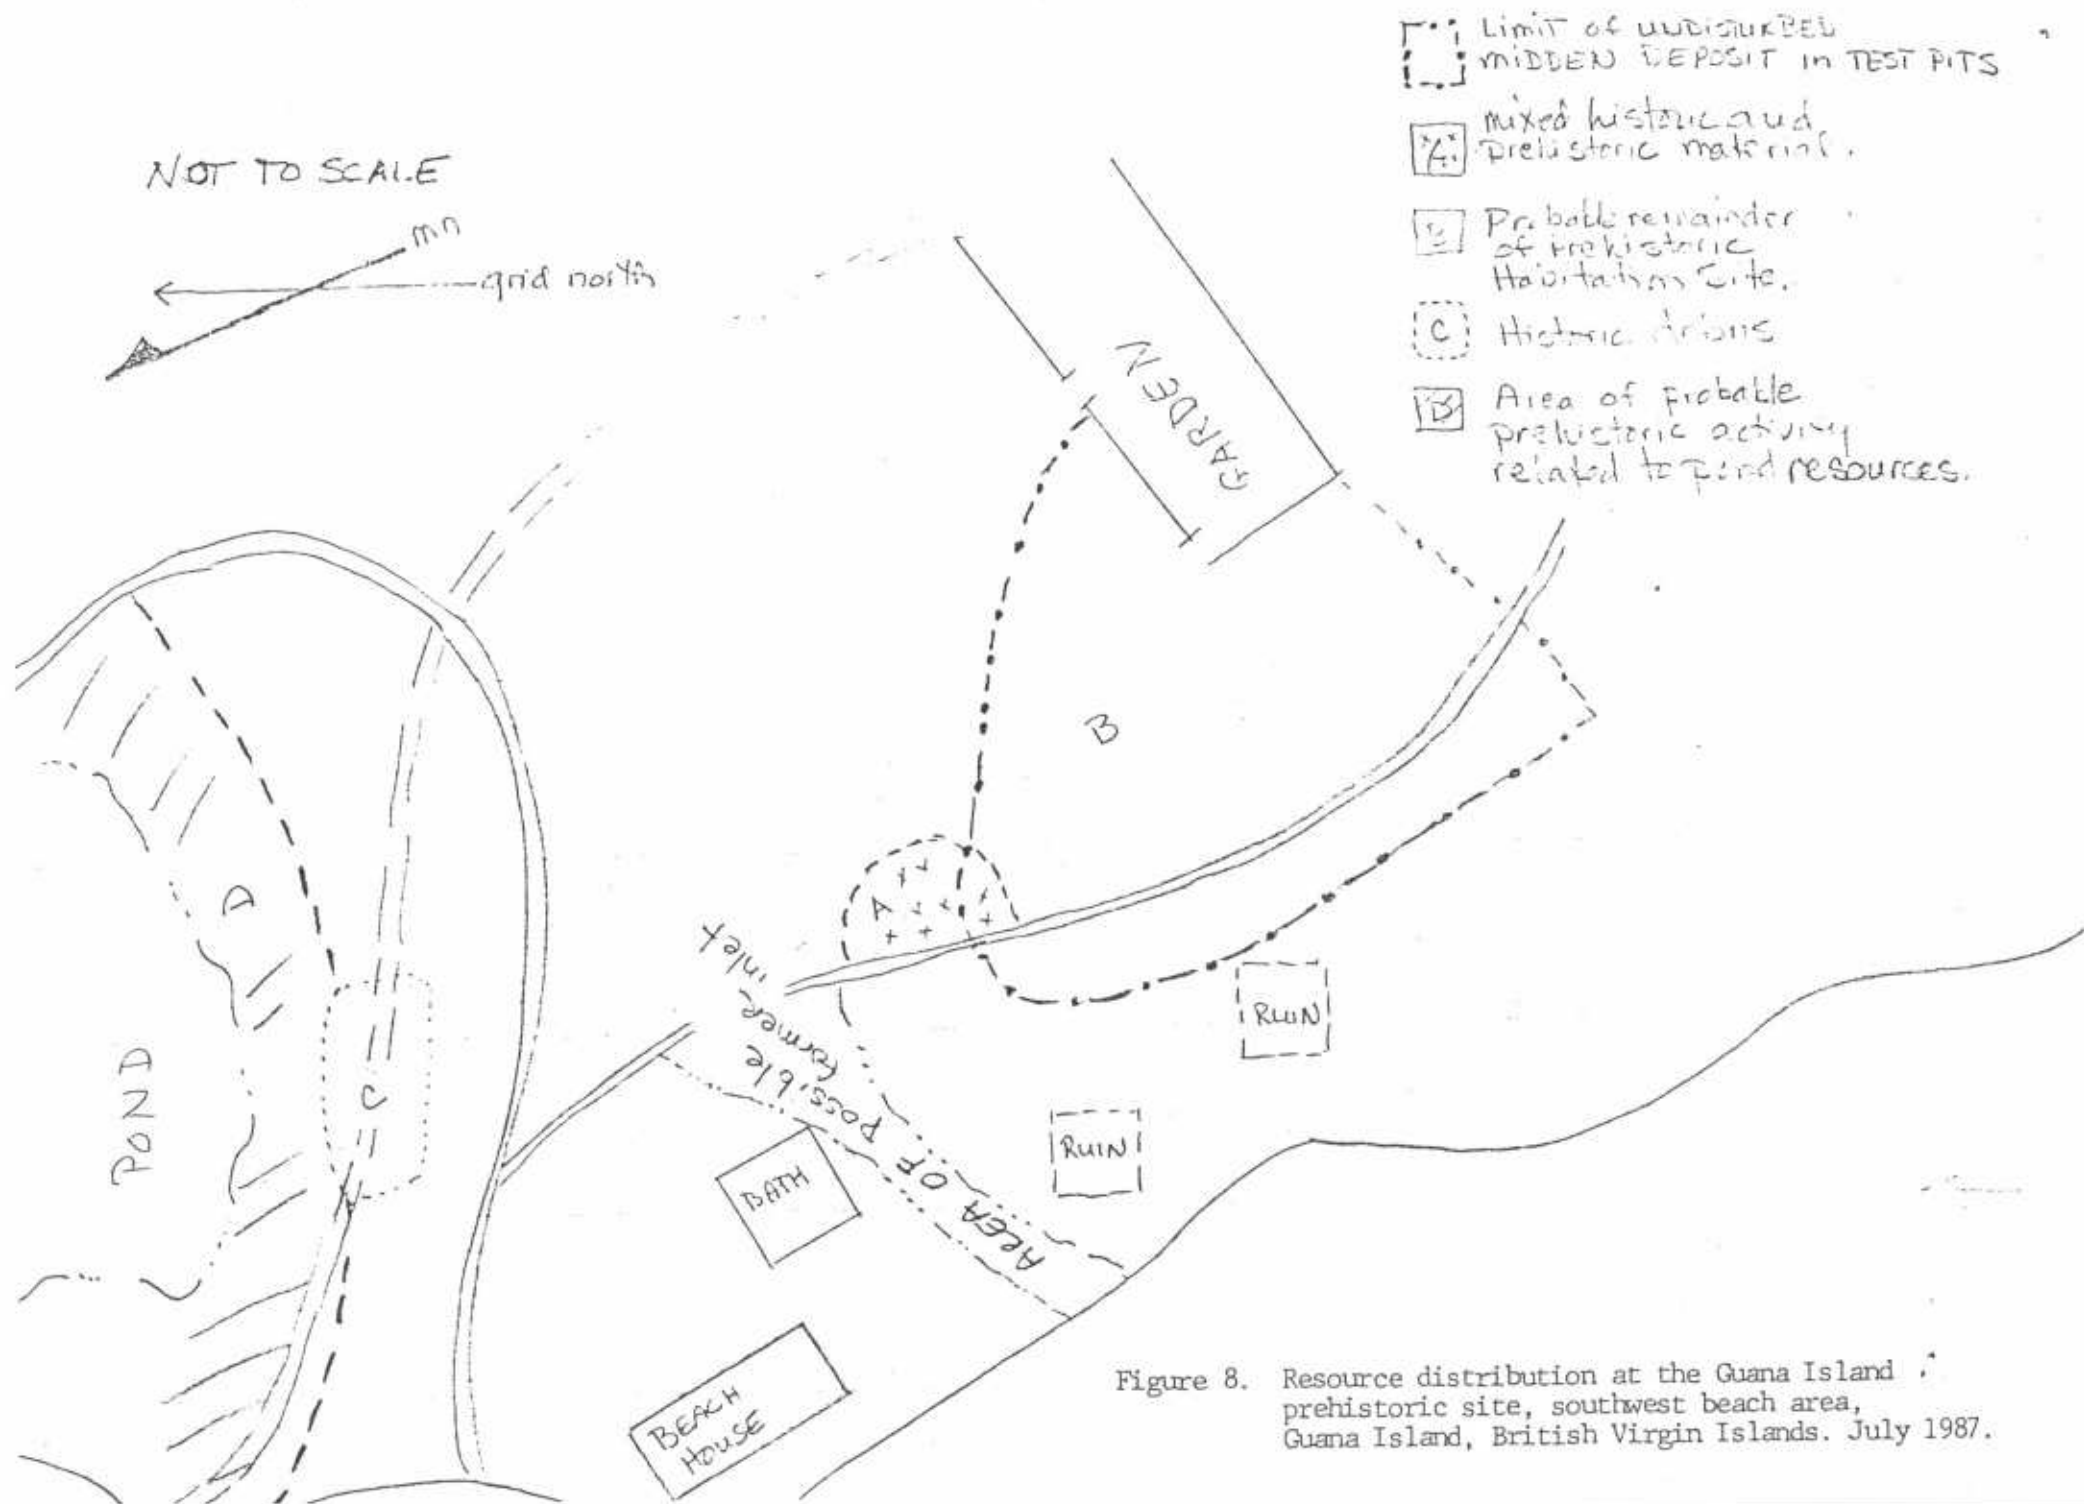 Limit of UNDISTURBED
MIDDEN DEPOSIT in TEST PITS
mixed historic and
prehistoric material.
A
Probable remainder
of prehistoric
Habitation Site.
C
Historic debris
D
Area of probable
prehistoric activity
related to pond resources.
NOT TO SCALE
mn
grid north
GARDEN
B
A
D
C
POND
AREA OF POSSIBLE
former inlet
RUIN
RUIN
BATH
BEACH
HOUSE
Figure 8. Resource distribution at the Guana Island
prehistoric site, southwest beach area,
Guana Island, British Virgin Islands. July 1987.